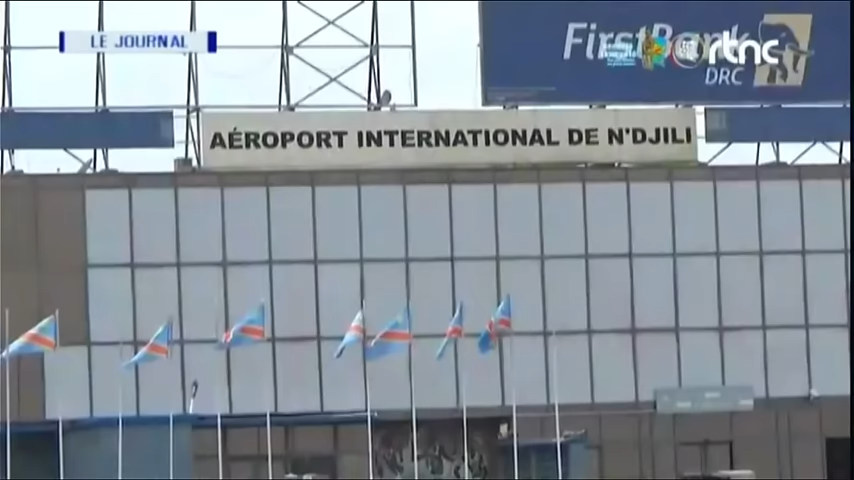 LE JOURNAL
FirstBank
rtnc
DRC
AÉROPORT INTERNATIONAL DE N'DJILI